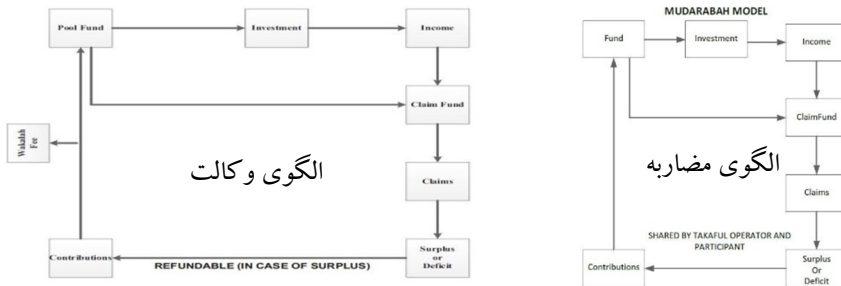 Pool Fund
Investment
Income
Claim Fund
Wakalah
Fee
الگوی وکالت
Claims
Contributions
REFUNDABLE (IN CASE OF SURPLUS)
Surplus
or
Deficit
MUDARABAH MODEL
Fund
Investment
Income
ClaimFund
الگوی مضاربه
Claims
SHARED BY TAKAFUL OPERATOR AND
PARTICIPANT
Contributions
Surplus
Or
Deficit